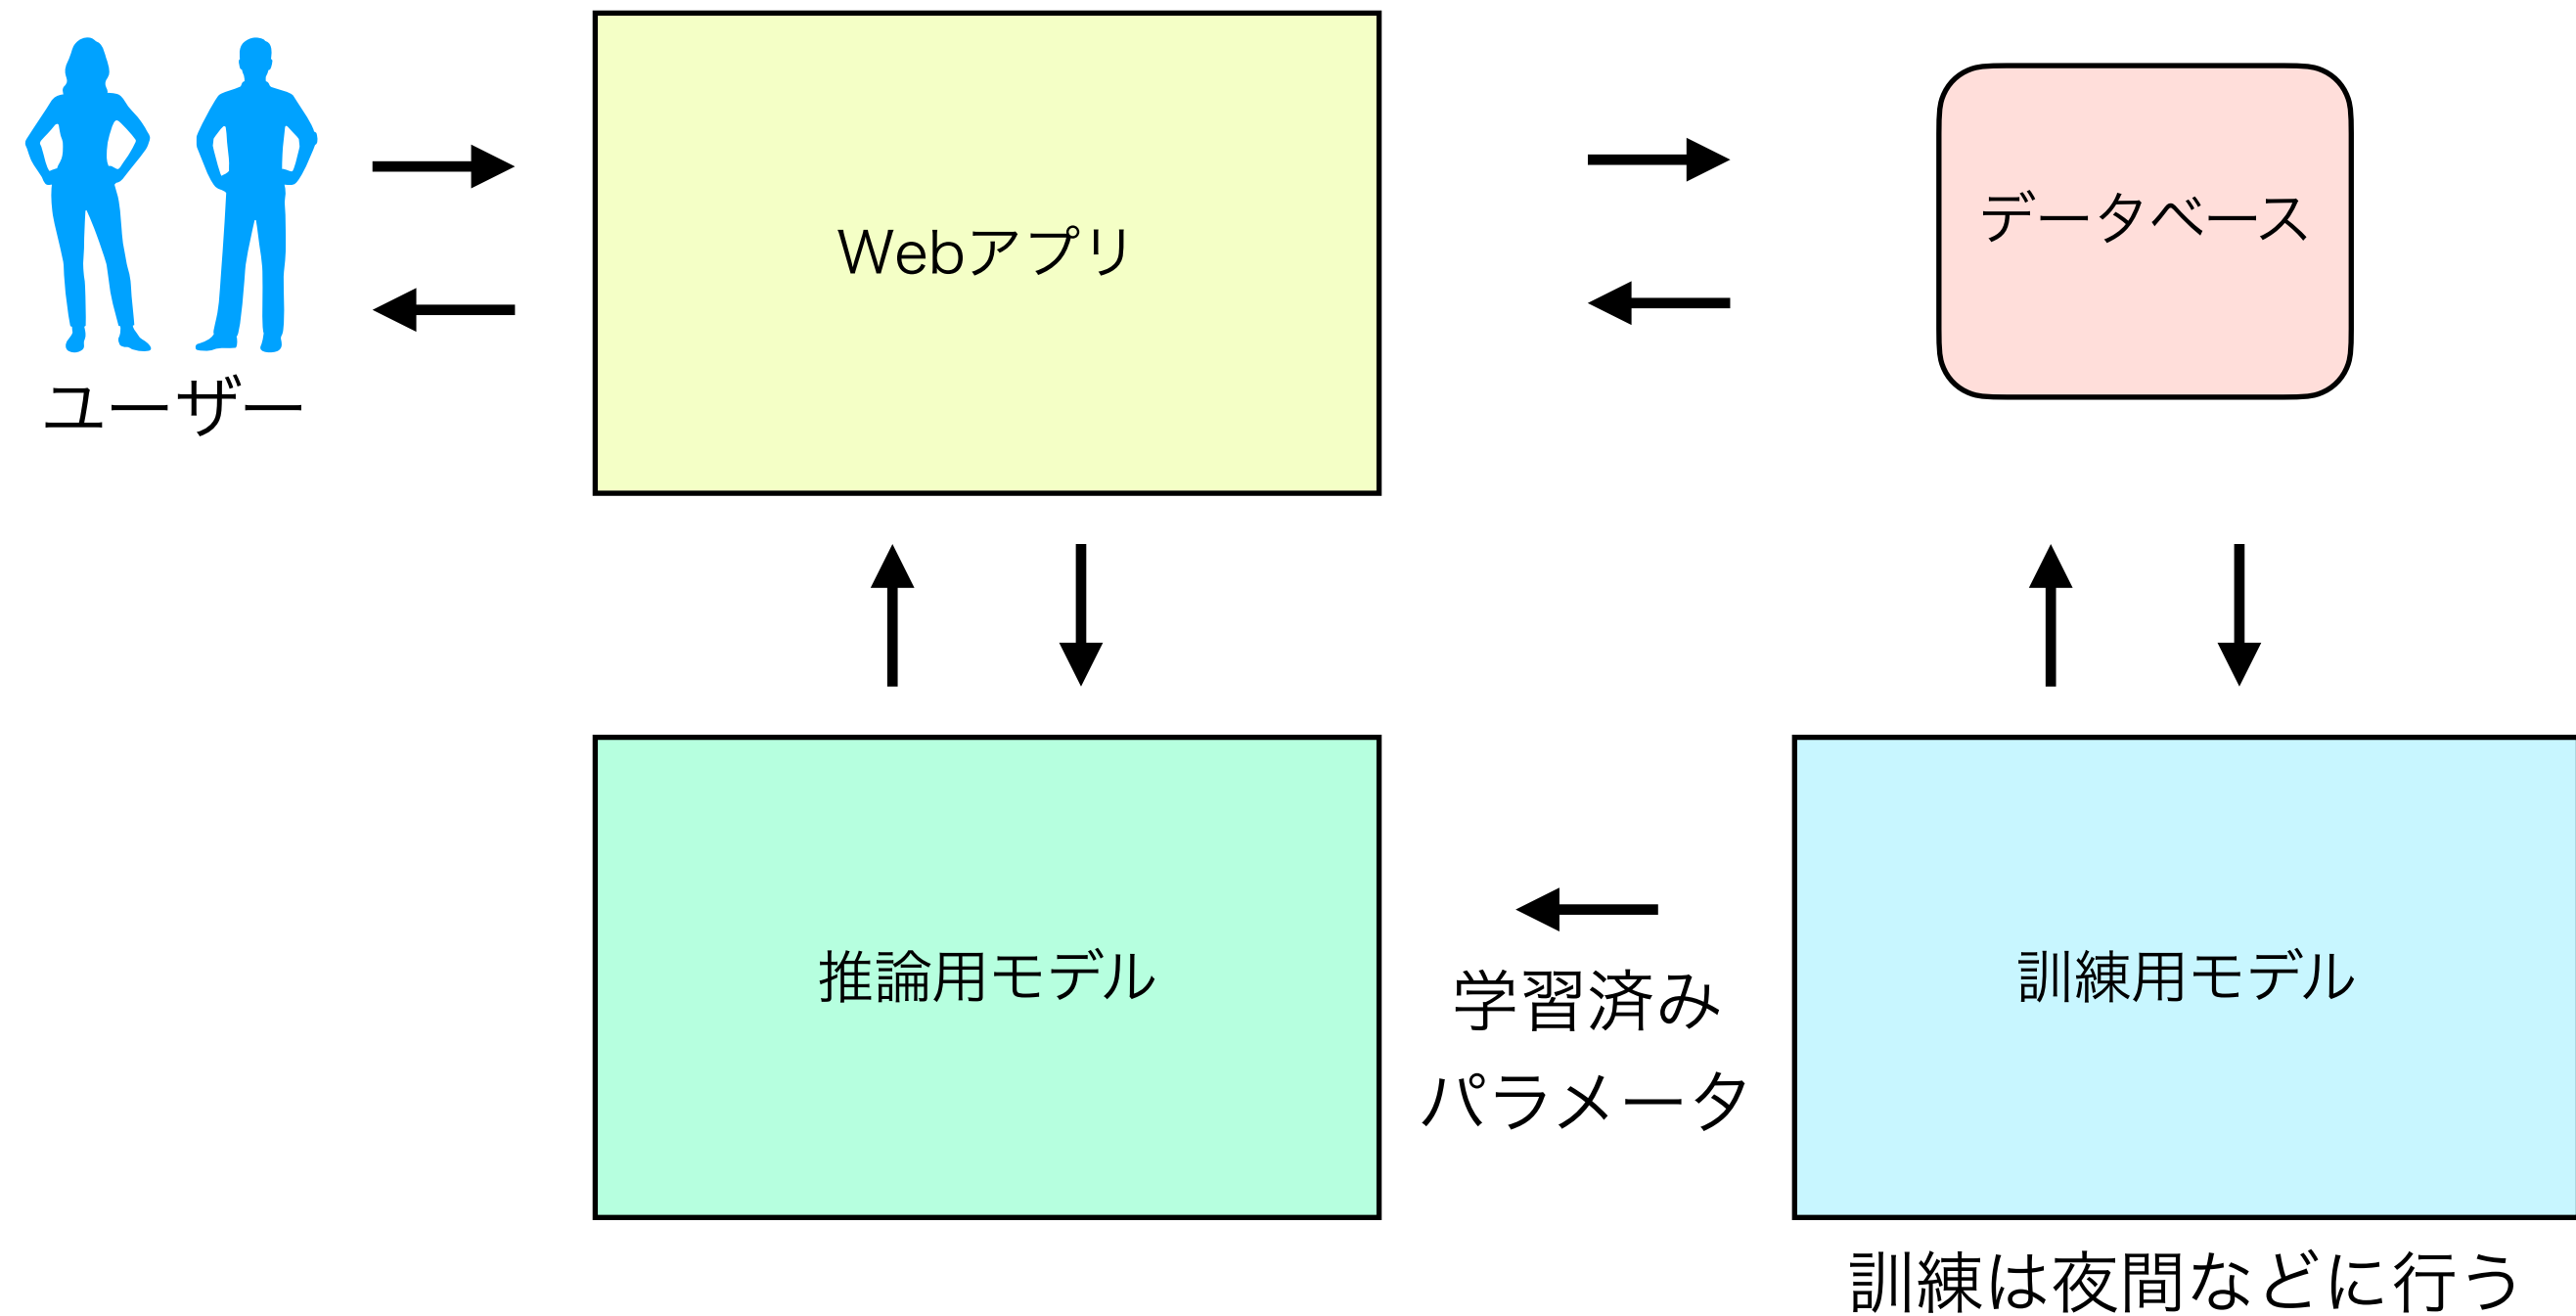 Webアプリ
データベース
ユーザー
推論用モデル
学習済み
パラメータ
訓練用モデル
訓練は夜間などに行う